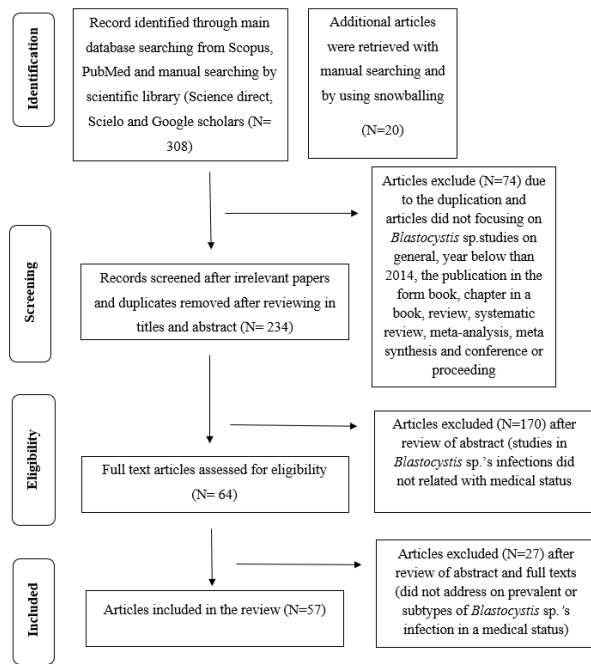 Identification
Record identified through main
database searching from Scopus,
PubMed and manual searching by
scientific library (Science direct,
Scielo and Google scholars (N=
308)
Additional articles
were retrieved with
manual searching and
by using snowballing
(N=20)
Articles exclude (N=74) due
to the duplication and
articles did not focusing on
Blastocystis sp.studies on
general, year below than
2014, the publication in the
form book, chapter in a
book, review, systematic
review, meta-analysis, meta
synthesis and conference or
proceeding
Screening
Records screened after irrelevant papers
and duplicates removed after reviewing in
titles and abstract (N = 234)
Articles excluded (N=170) after
review of abstract (studies in
Blastocystis sp.'s infections did
not related with medical status
Eligibility
Full text articles assessed for eligibility
(N= 64)
Articles excluded (N=27) after
review of abstract and full texts
(did not address on prevalent or
subtypes of Blastocystis sp.'s
infection in a medical status)
Included
Articles included in the review (N=57)